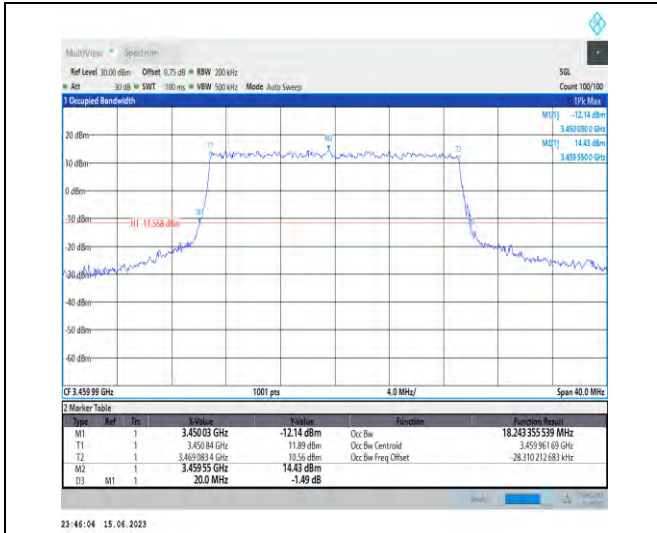 MultiView Spectrum
Ref Level 30.00 dBm Offset 9.75 dB RBW 200 kHz SGL
Att 30 dB SWT 100 ms VBW 500 kHz Mode Auto Sweep Count 100/100
1 Occupied Bandwidth 1Pk Max
M1[1] -12.14 dBm
3.450 030 0 GHz
M2[1] 14.43 dBm
3.459 550 0 GHz
20 dBm
T1 M2 T2
10 dBm
0 dBm
-10 dBm
M1
H1 -11.568 dBm
-20 dBm
-30 dBm
-40 dBm
-50 dBm
-60 dBm
CF 3.459 99 GHz 1001 pts 4.0 MHz/ Span 40.0 MHz
2 Marker Table
Type Ref Trc X-Value Y-Value Function Function Result
M1 1 3.450 03 GHz -12.14 dBm Occ Bw 18.243 355 539 MHz
T1 1 3.450 84 GHz 11.89 dBm Occ Bw Centroid 3.459 961 69 GHz
T2 1 3.469 083 4 GHz 10.56 dBm Occ Bw Freq Offset -28.310 212 683 kHz
M2 1 3.459 55 GHz 14.43 dBm
D3 M1 1 20.0 MHz -1.49 dB
23:46:04 15.06.2023